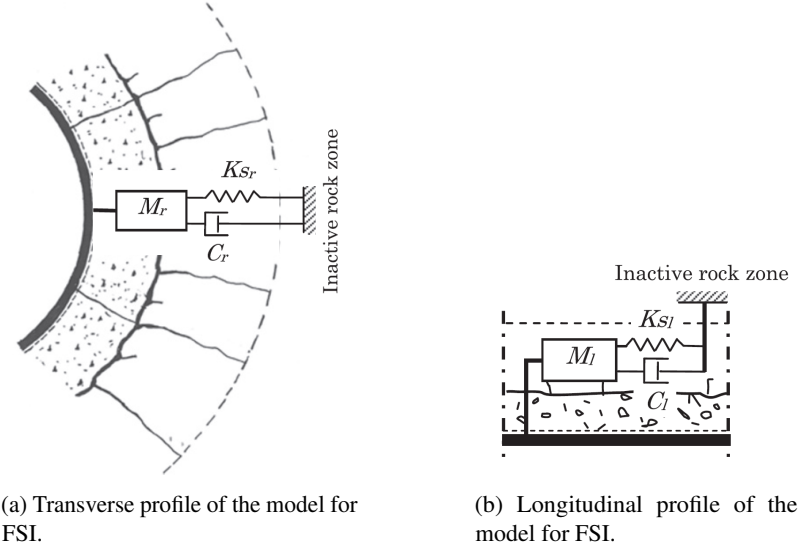 Ks_r
M_r
C_r
Inactive rock zone
Inactive rock zone
Ks_l
M_l
C_l
(a) Transverse profile of the model for
FSI.
(b) Longitudinal profile of the
model for FSI.